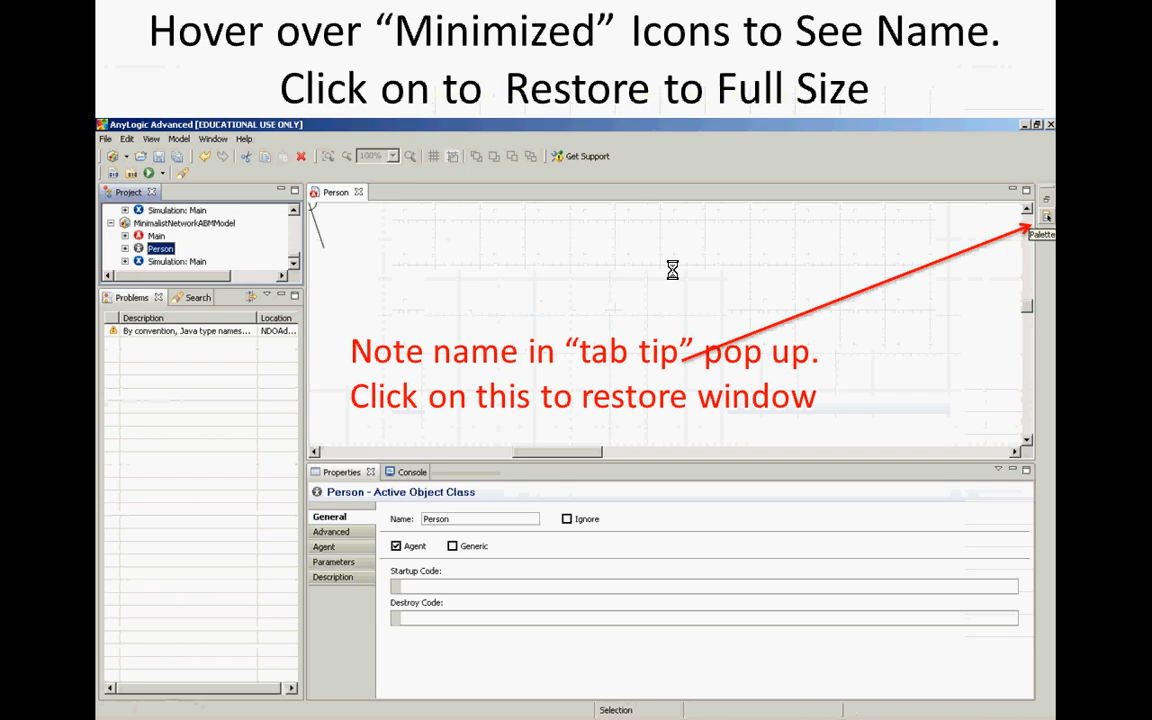 Hover over “Minimized” Icons to See Name.
Click on to Restore to Full Size
AnyLogic Advanced [EDUCATIONAL USE ONLY]
File Edit View Model Window Help
100% Get Support
Project
Person
Simulation: Main
MinimalistNetworkABMModel
Main
Person
Simulation: Main
Palette
Problems Search
Description Location
By convention, Java type names... NDOAd...
Note name in “tab tip” pop up.
Click on this to restore window
Properties Console
Person - Active Object Class
General
Advanced
Agent
Parameters
Description
Name: Person Ignore
Agent Generic
Startup Code:
Destroy Code:
Selection